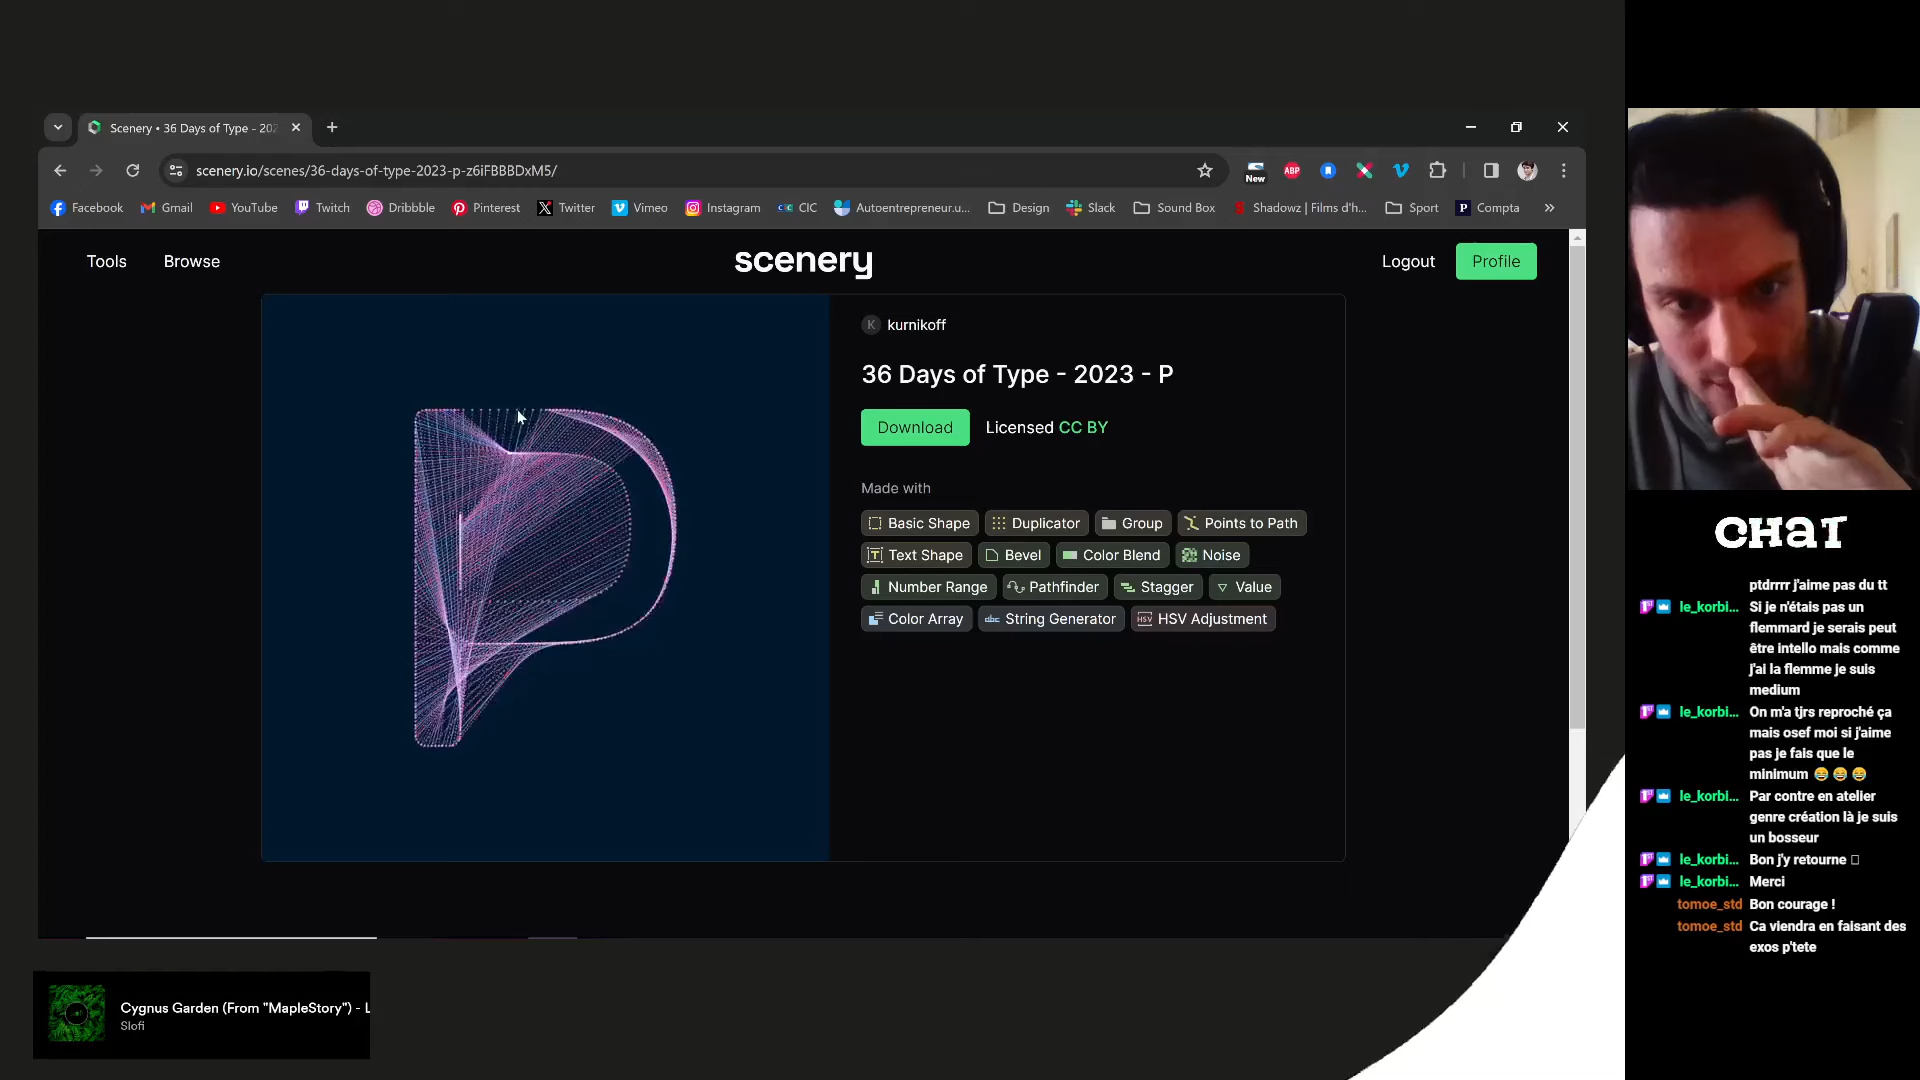 Scenery • 36 Days of Type - 202
scenery.io/scenes/36-days-of-type-2023-p-z6iFBBBDxM5/
New
ABP
Facebook
Gmail
YouTube
Twitch
Dribbble
Pinterest
Twitter
Vimeo
Instagram
CIC
Autoentrepreneur.u...
Design
Slack
Sound Box
Shadowz | Films d'h...
Sport
P
Compta
Tools
Browse
scenery
Logout
Profile
K
kurnikoff
36 Days of Type - 2023 - P
Download
Licensed CC BY
Made with
Basic Shape
Duplicator
Group
Points to Path
Text Shape
Bevel
Color Blend
Noise
Number Range
Pathfinder
Stagger
Value
Color Array
abc
String Generator
HSV
HSV Adjustment
Cygnus Garden (From "MapleStory") - L
Slofi
CHAT
ptdrrrr j'aime pas du tt
le_korbi... Si je n'étais pas un
flemmard je serais peut
être intello mais comme
j'ai la flemme je suis
medium
le_korbi... On m'a tjrs reproché ça
mais osef moi si j'aime
pas je fais que le
minimum 😂 😂 😂
le_korbi... Par contre en atelier
genre création là je suis
un bosseur
le_korbi... Bon j'y retourne
le_korbi... Merci
tomoe_std Bon courage !
tomoe_std Ca viendra en faisant des
exos p'tete